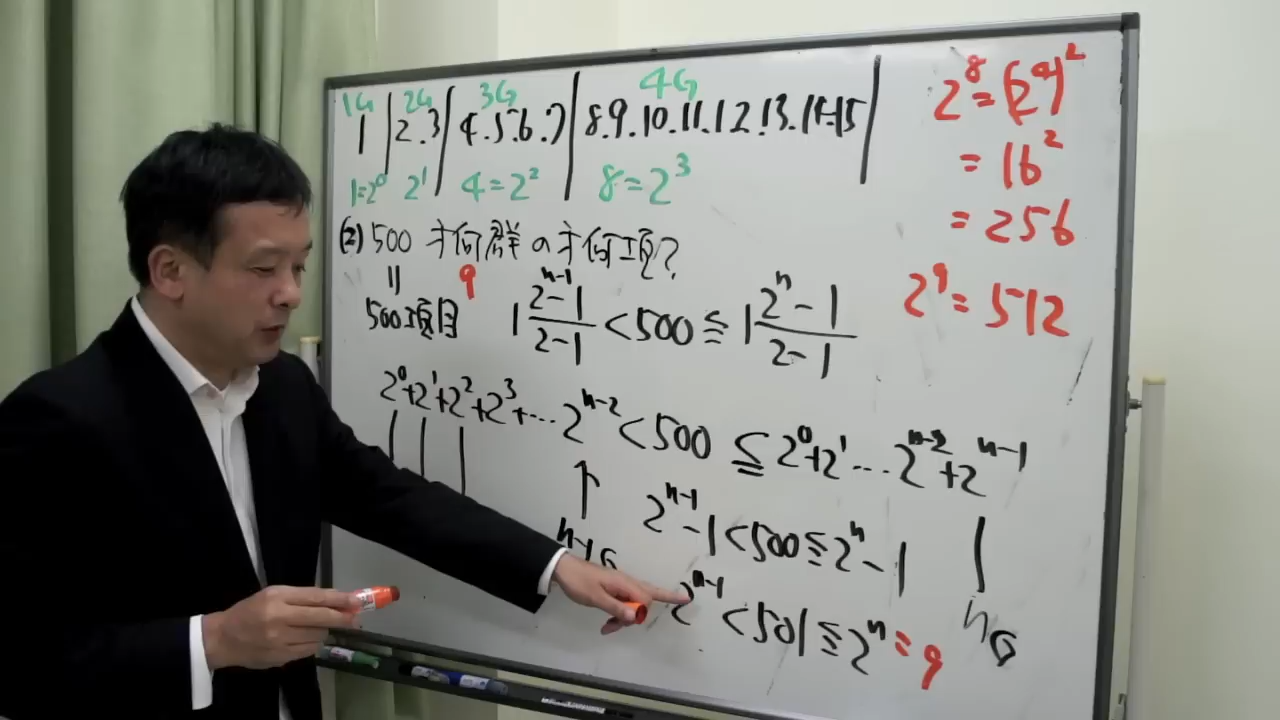 1G 2G 3G 4G
1 | 2.3 | 4.5.6.7 | 8.9.10.11.12.13.14.15 |
1=2⁰ 2¹ 4=2² 8=2³
(2) 500 才何群の才何項?
॥
500項目
9
1 (2ⁿ⁻¹-1)/(2-1) < 500 ≦ 1 (2ⁿ-1)/(2-1)
2⁰+2¹+2²+2³+…2ⁿ⁻² < 500 ≦ 2⁰+2¹…2ⁿ⁻²+2ⁿ⁻¹
2ⁿ⁻¹-1 < 500 ≦ 2ⁿ-1
2ⁿ⁻¹ < 501 ≦ 2ⁿ = 9
n-1G
nG
2⁸=(2⁴)²
=16²
=256
2⁹=512